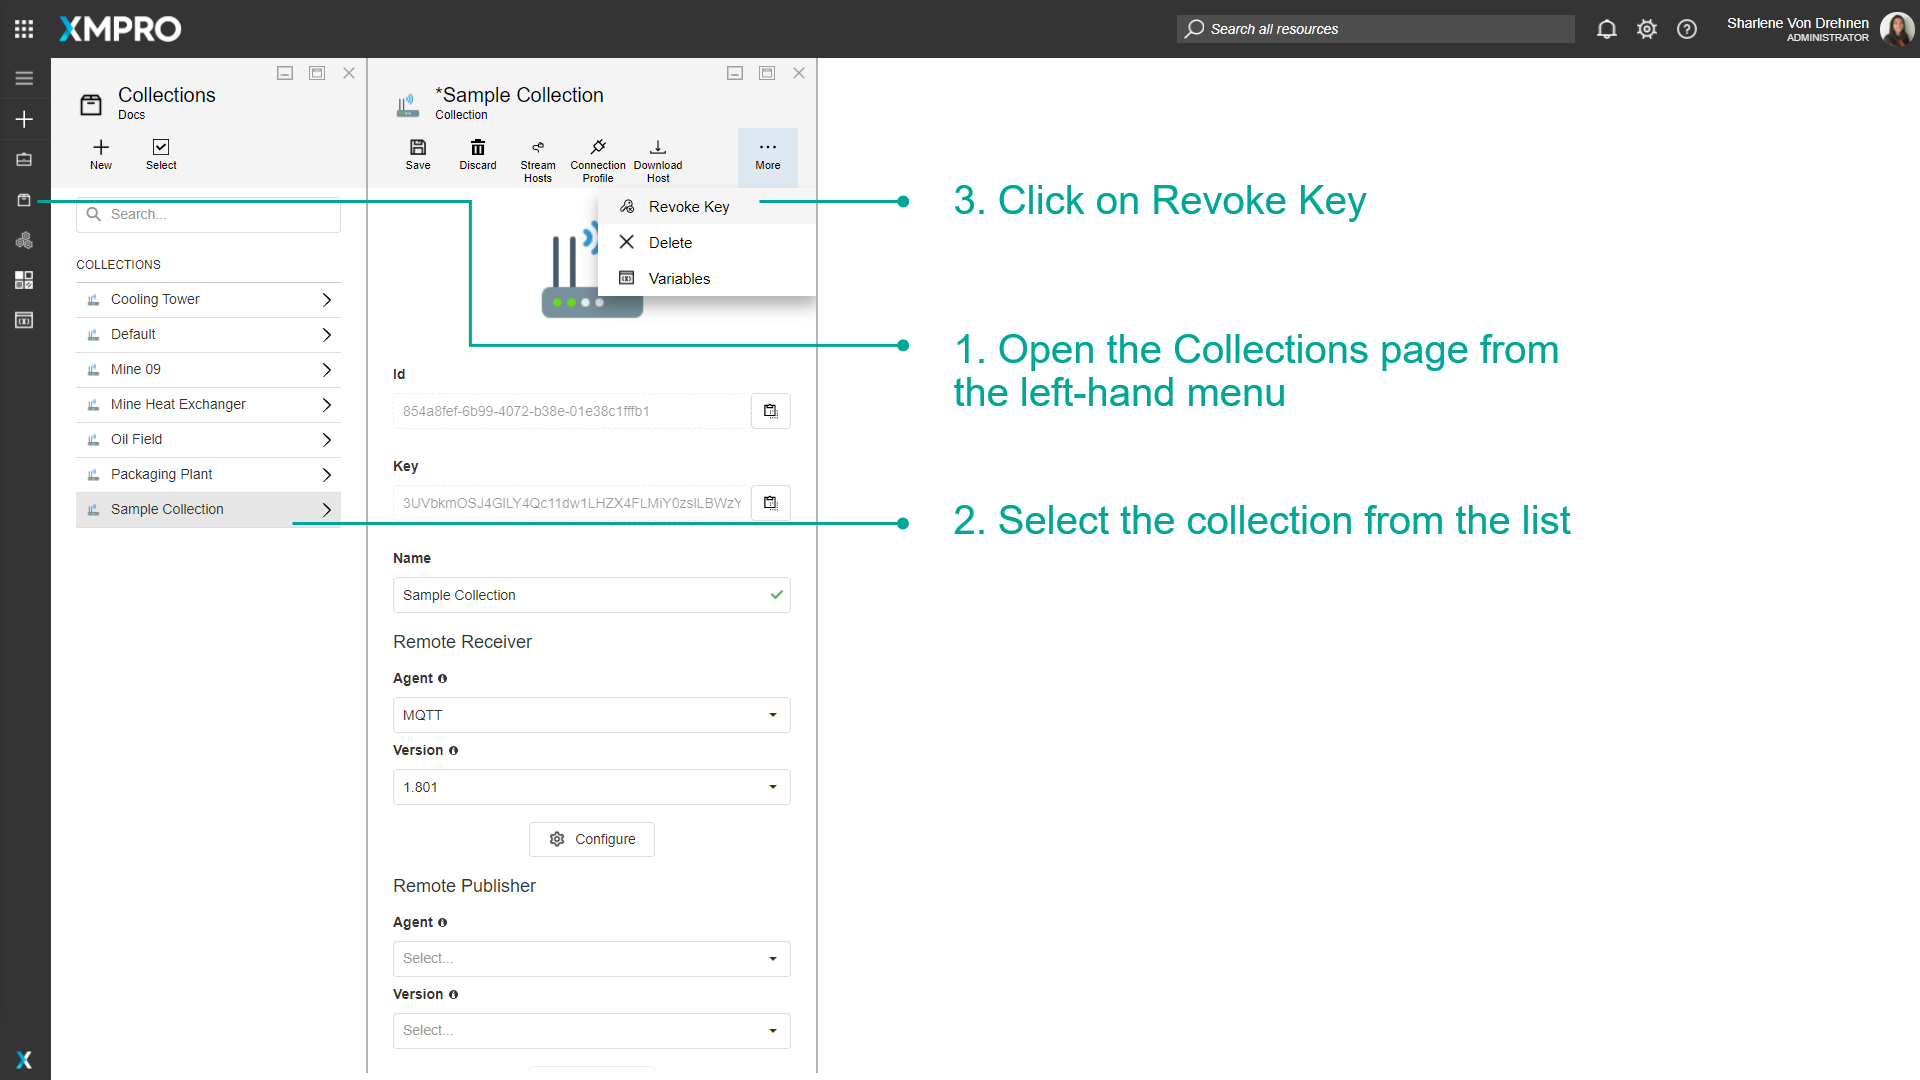 XMPRO
Search all resources
Sharlene Von Drehnen
ADMINISTRATOR
Collections
Docs
New
Select
Search...
COLLECTIONS
Cooling Tower
Default
Mine 09
Mine Heat Exchanger
Oil Field
Packaging Plant
Sample Collection
*Sample Collection
Collection
Save
Discard
Stream Hosts
Connection Profile
Download Host
More
Revoke Key
Delete
Variables
Id
854a8fef-6b99-4072-b38e-01e38c1fffb1
Key
3UVbkmOSJ4GILY4Qc11dw1LHZX4FLMiY0zsILBWzY
Name
Sample Collection
Remote Receiver
Agent
MQTT
Version
1.801
Configure
Remote Publisher
Agent
Select...
Version
Select...
3. Click on Revoke Key
1. Open the Collections page from
the left-hand menu
2. Select the collection from the list